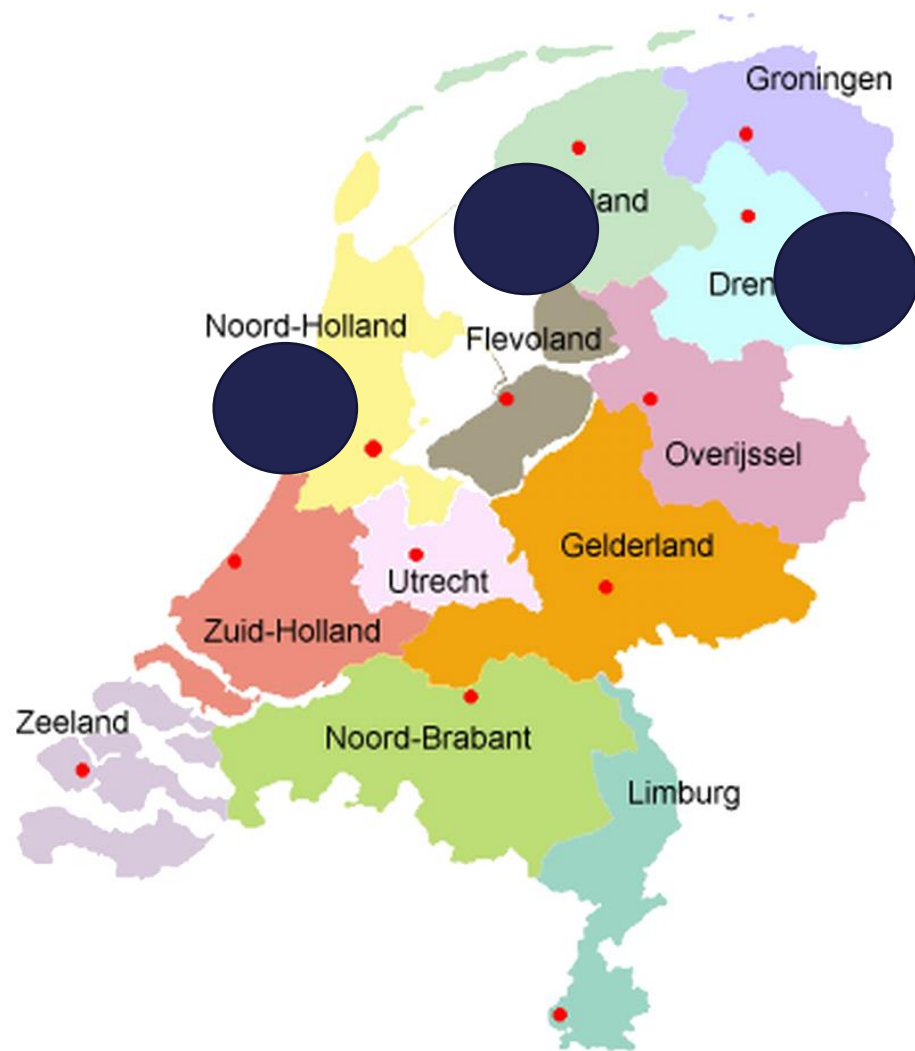 Groningen
land
Dren
Noord-Holland
Flevoland
Overijssel
Gelderland
Utrecht
Zuid-Holland
Zeeland
Noord-Brabant
Limburg